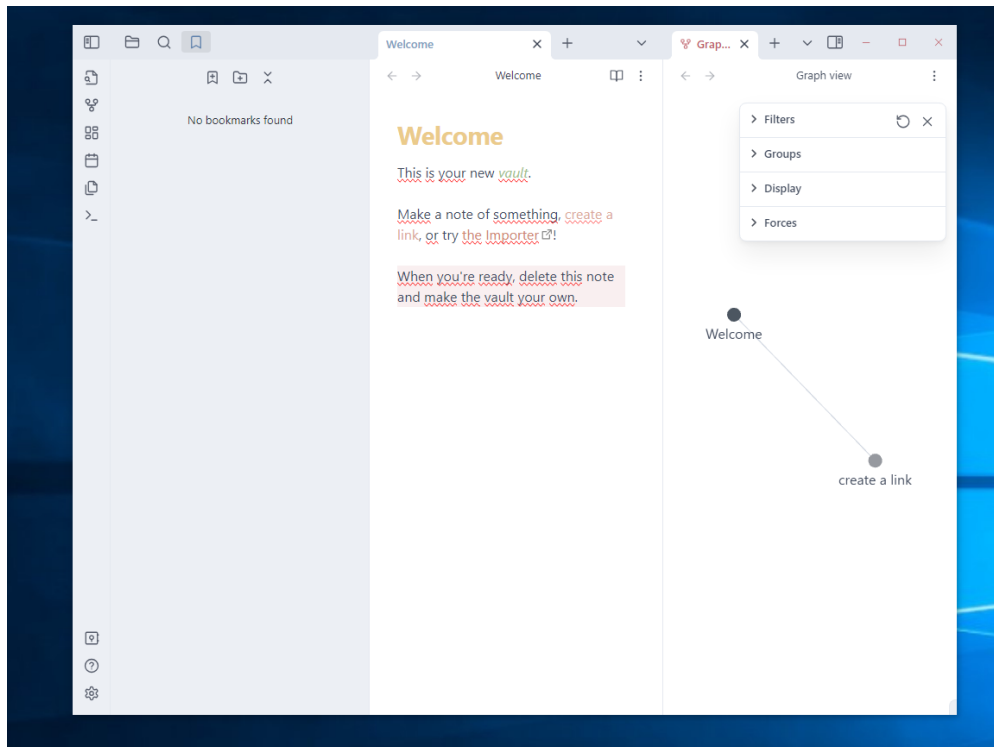 Welcome
Grap...
No bookmarks found
Welcome
Welcome
This is your new vault.
Make a note of something, create a
link, or try the Importer!
When you're ready, delete this note
and make the vault your own.
Graph view
Filters
Groups
Display
Forces
Welcome
create a link